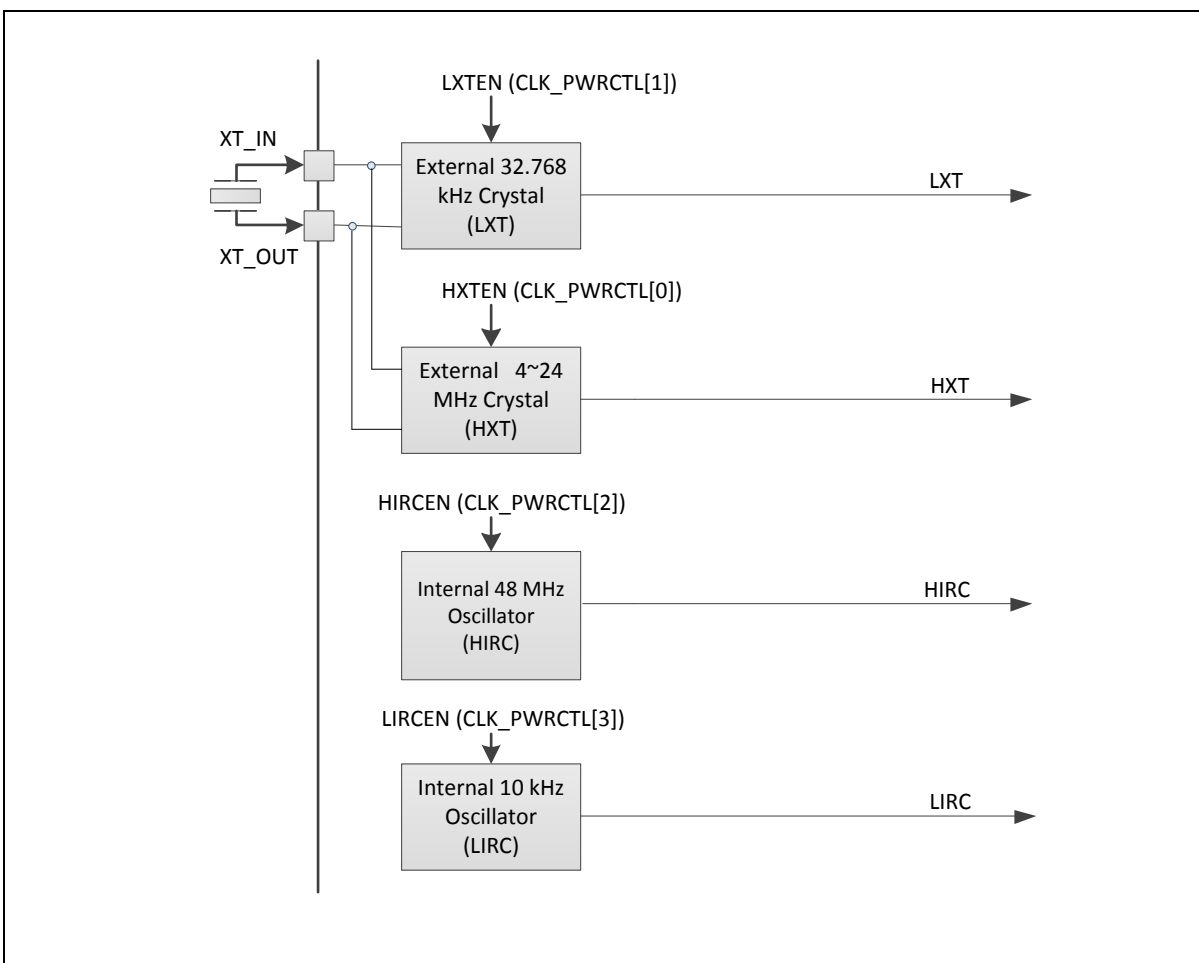 LXTEN (CLK_PWRCTL[1])
XT_IN
External 32.768
kHz Crystal
(LXT)
LXT
XT_OUT
HXTEN (CLK_PWRCTL[0])
External 4~24
MHz Crystal
(HXT)
HXT
HIRCEN (CLK_PWRCTL[2])
Internal 48 MHz
Oscillator
(HIRC)
HIRC
LIRCEN (CLK_PWRCTL[3])
Internal 10 kHz
Oscillator
(LIRC)
LIRC